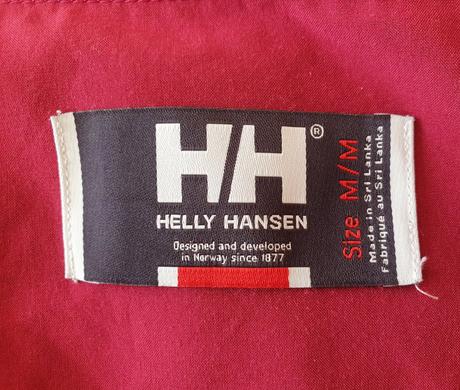 HH®
HELLY HANSEN
Designed and developed
in Norway since 1877
Size M/M
Made in Sri Lanka
Fabriqué au Sri Lanka